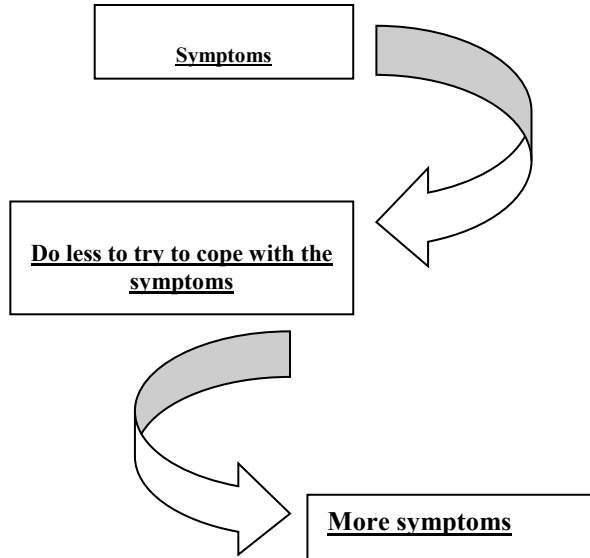 Symptoms
Do less to try to cope with the
symptoms
More symptoms